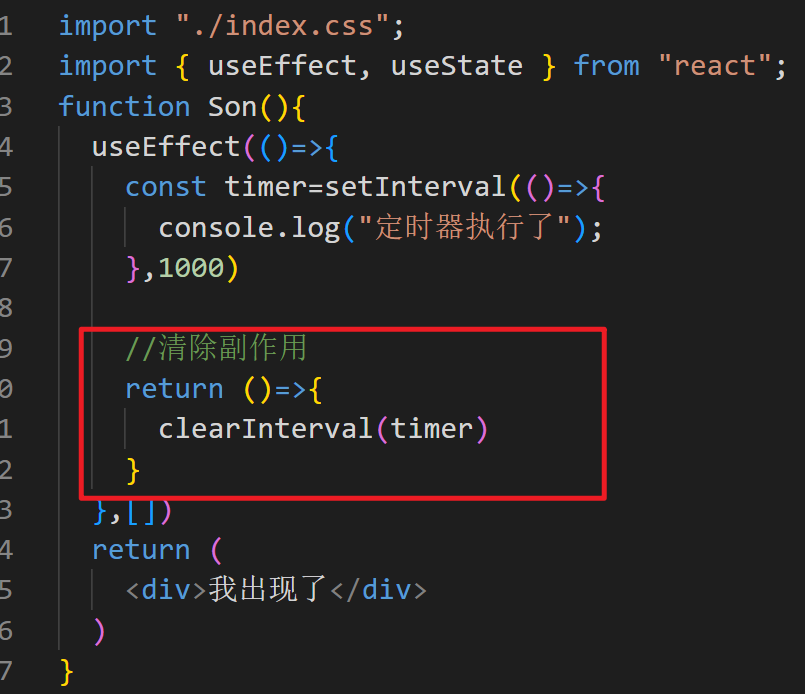 1 import "./index.css";
2 import { useEffect, useState } from "react";
3 function Son(){
4 useEffect(()=>{
5 const timer=setInterval(()=>{
6 console.log("定时器执行了");
7 },1000)
8
9 //清除副作用
0 return ()=>{
1 clearInterval(timer)
2 }
3 },[])
4 return (
5 <div>我出现了</div>
6 )
7 }